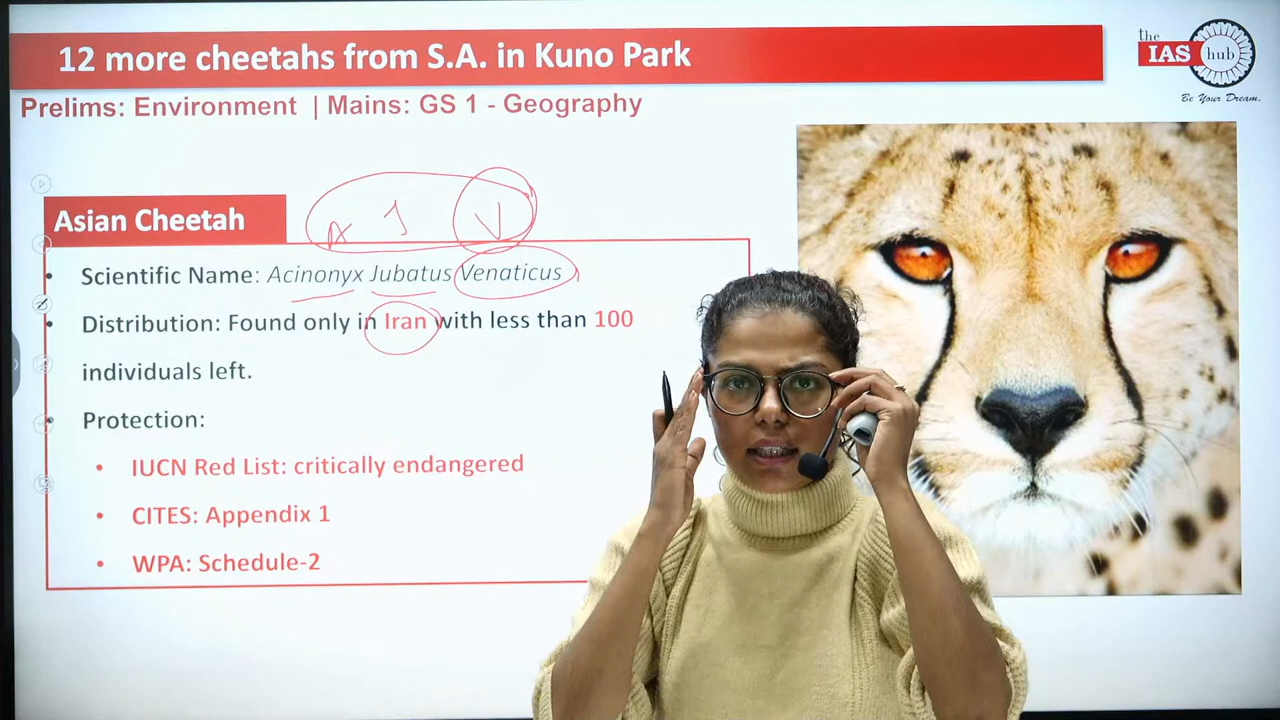 12 more cheetahs from S.A. in Kuno Park
the
IAS hub
Be Your Dream.
Prelims: Environment | Mains: GS 1 - Geography
A J V
Asian Cheetah
• Scientific Name: Acinonyx Jubatus Venaticus
• Distribution: Found only in Iran with less than 100
individuals left.
• Protection:
• IUCN Red List: critically endangered
• CITES: Appendix 1
• WPA: Schedule-2